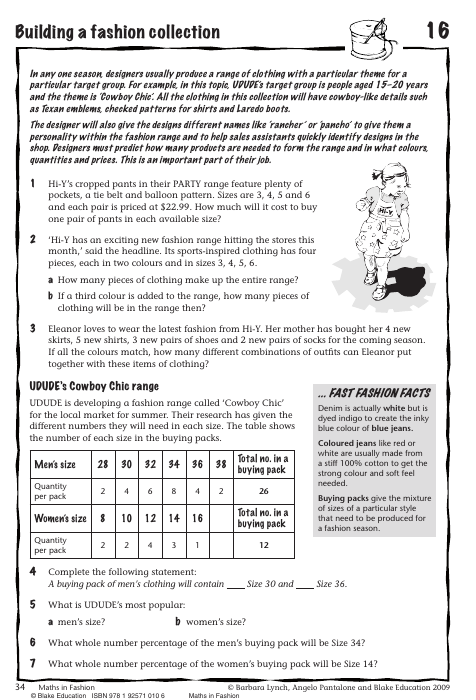 Building a fashion collection
16
In any one season, designers usually produce a range of clothing with a particular theme for a
particular target group. For example, in this topic, UDUDE's target group is people aged 15–20 years
and the theme is 'Cowboy Chic'. All the clothing in this collection will have cowboy-like details such
as Texan emblems, checked patterns for shirts and Laredo boots.
The designer will also give the designs different names like 'rancher' or 'pancho' to give them a
personality within the fashion range and to help sales assistants quickly identify designs in the
shop. Designers must predict how many products are needed to form the range and in what colours,
quantities and prices. This is an important part of their job.
1 Hi-Y's cropped pants in their PARTY range feature plenty of
pockets, a tie belt and balloon pattern. Sizes are 3, 4, 5 and 6
and each pair is priced at $22.99. How much will it cost to buy
one pair of pants in each available size?
2 'Hi-Y has an exciting new fashion range hitting the stores this
month,' said the headline. Its sports-inspired clothing has four
pieces, each in two colours and in sizes 3, 4, 5, 6.
a How many pieces of clothing make up the entire range?
b If a third colour is added to the range, how many pieces of
clothing will be in the range then?
3 Eleanor loves to wear the latest fashion from Hi-Y. Her mother has bought her 4 new
skirts, 5 new shirts, 3 new pairs of shoes and 2 new pairs of socks for the coming season.
If all the colours match, how many different combinations of outfits can Eleanor put
together with these items of clothing?
UDUDE's Cowboy Chic range
UDUDE is developing a fashion range called 'Cowboy Chic'
for the local market for summer. Their research has given the
different numbers they will need in each size. The table shows
the number of each size in the buying packs.
Men's size 28 30 32 34 36 38 Total no. in a
buying pack
Quantity
per pack 2 4 6 8 4 2 26
Women's size 8 10 12 14 16 Total no. in a
buying pack
Quantity
per pack 2 2 4 3 1 12
... FAST FASHION FACTS
Denim is actually white but is
dyed indigo to create the inky
blue colour of blue jeans.
Coloured jeans like red or
white are usually made from
a stiff 100% cotton to get the
strong colour and soft feel
needed.
Buying packs give the mixture
of sizes of a particular style
that need to be produced for
a fashion season.
4 Complete the following statement:
A buying pack of men's clothing will contain ___ Size 30 and ___ Size 36.
5 What is UDUDE's most popular:
a men's size? b women's size?
6 What whole number percentage of the men's buying pack will be Size 34?
7 What whole number percentage of the women's buying pack will be Size 14?
34 Maths in Fashion © Barbara Lynch, Angelo Pantalone and Blake Education 2009
© Blake Education ISBN 978 1 92571 010 6 Maths in Fashion